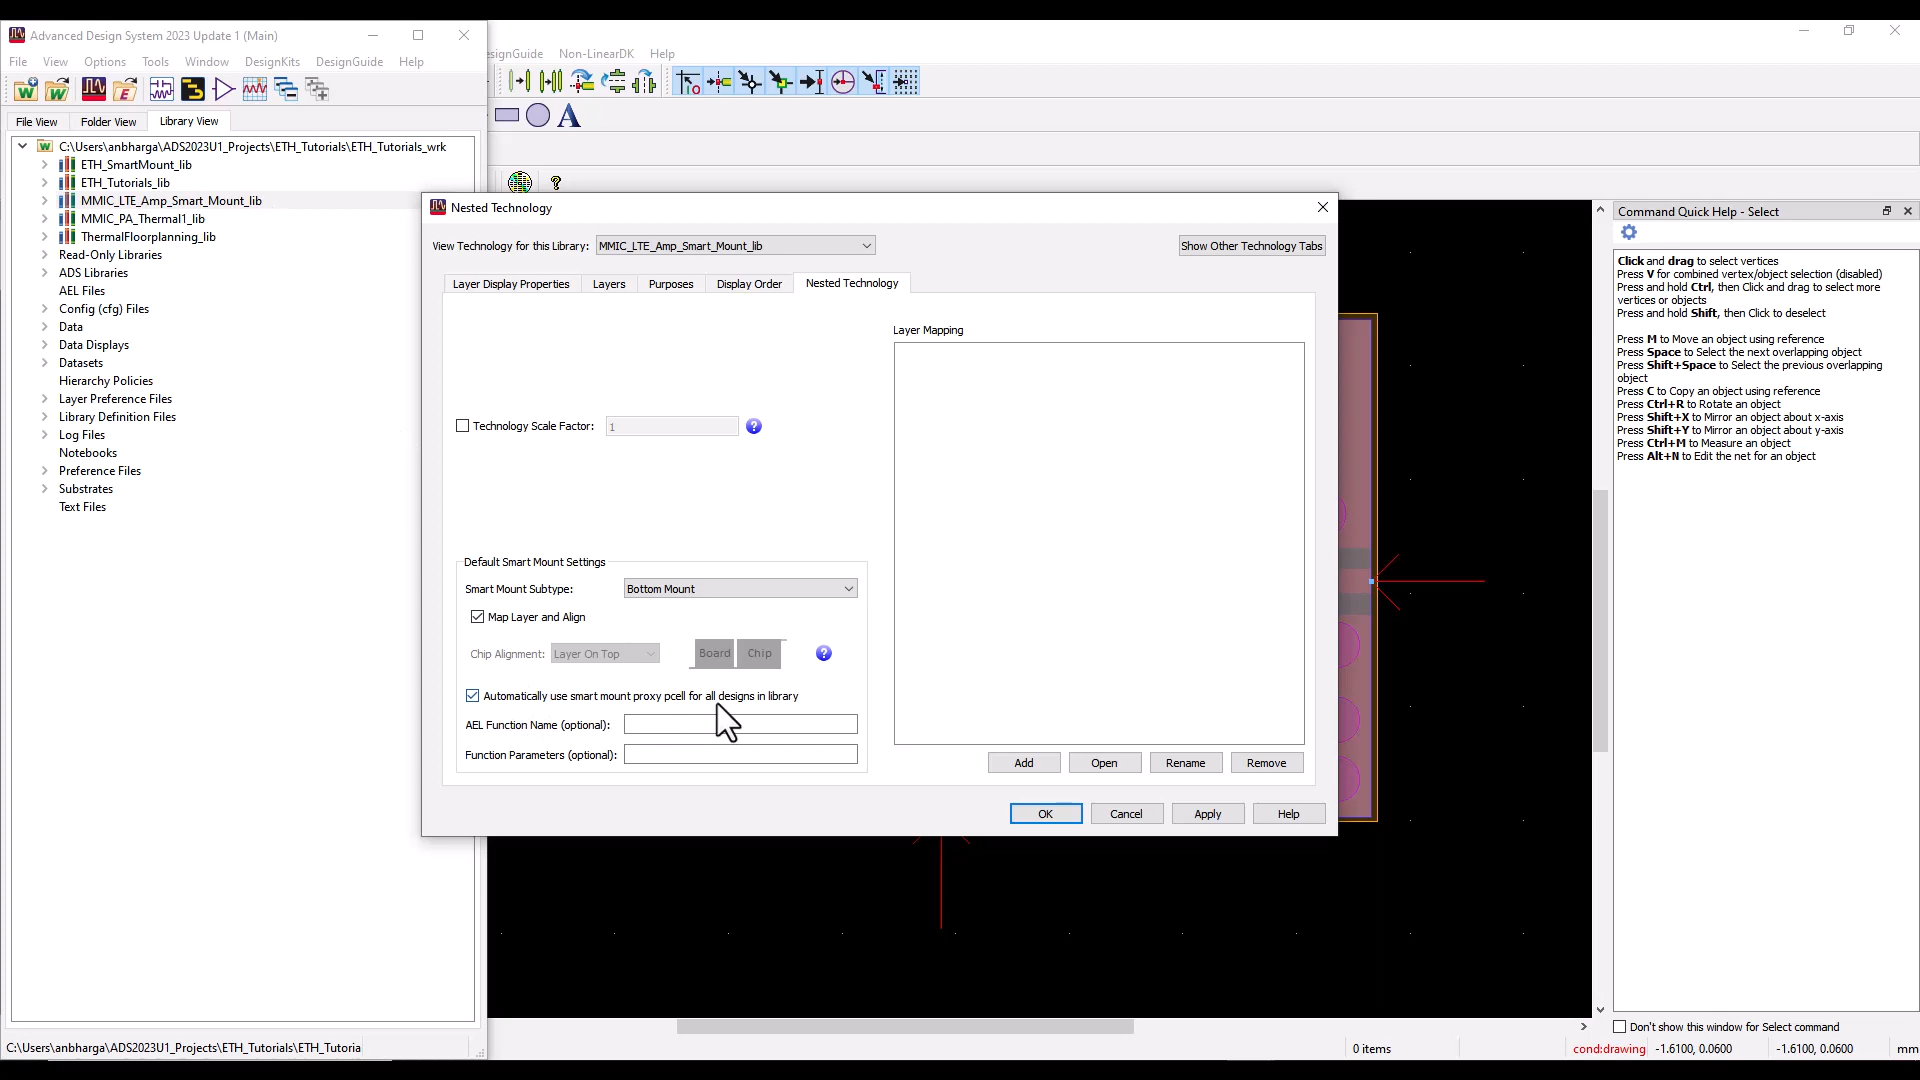 Advanced Design System 2023 Update 1 (Main)
File View Options Tools Window DesignKits DesignGuide Help
esignGuide Non-LinearDK Help
File View Folder View Library View
C:\Users\anbharga\ADS2023U1_Projects\ETH_Tutorials\ETH_Tutorials_wrk
ETH_SmartMount_lib
ETH_Tutorials_lib
MMIC_LTE_Amp_Smart_Mount_lib
MMIC_PA_Thermal1_lib
ThermalFloorplanning_lib
Read-Only Libraries
ADS Libraries
AEL Files
Config (cfg) Files
Data
Data Displays
Datasets
Hierarchy Policies
Layer Preference Files
Library Definition Files
Log Files
Notebooks
Preference Files
Substrates
Text Files
C:\Users\anbharga\ADS2023U1_Projects\ETH_Tutorials\ETH_Tutoria
Nested Technology
View Technology for this Library: MMIC_LTE_Amp_Smart_Mount_lib
Show Other Technology Tabs
Layer Display Properties Layers Purposes Display Order Nested Technology
Layer Mapping
Technology Scale Factor: 1
Default Smart Mount Settings
Smart Mount Subtype: Bottom Mount
Map Layer and Align
Chip Alignment: Layer On Top Board Chip
Automatically use smart mount proxy pcell for all designs in library
AEL Function Name (optional):
Function Parameters (optional):
Add Open Rename Remove
OK Cancel Apply Help
Command Quick Help - Select
Click and drag to select vertices
Press V for combined vertex/object selection (disabled)
Press and hold Ctrl, then Click and drag to select more
vertices or objects
Press and hold Shift, then Click to deselect
Press M to Move an object using reference
Press Space to Select the next overlapping object
Press Shift+Space to Select the previous overlapping
object
Press C to Copy an object using reference
Press Ctrl+R to Rotate an object
Press Shift+X to Mirror an object about x-axis
Press Shift+Y to Mirror an object about y-axis
Press Ctrl+M to Measure an object
Press Alt+N to Edit the net for an object
Don't show this window for Select command
0 items cond:drawing -1.6100, 0.0600 -1.6100, 0.0600 mm